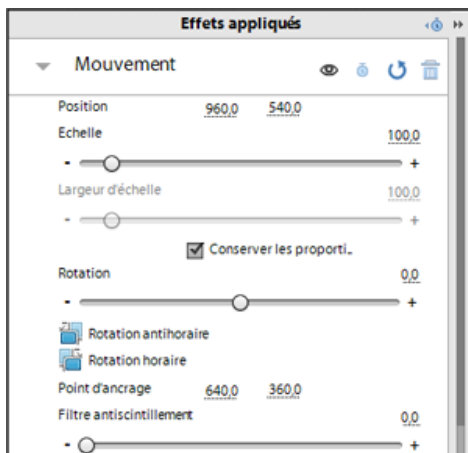 Effets appliqués
Mouvement
Position 960,0 540,0
Echelle 100,0
- +
Largeur d'échelle 100,0
- +
Conserver les proporti..
Rotation 0,0
- +
Rotation antihoraire
Rotation horaire
Point d'ancrage 640,0 360,0
Filtre antiscintillement 0,0
- +